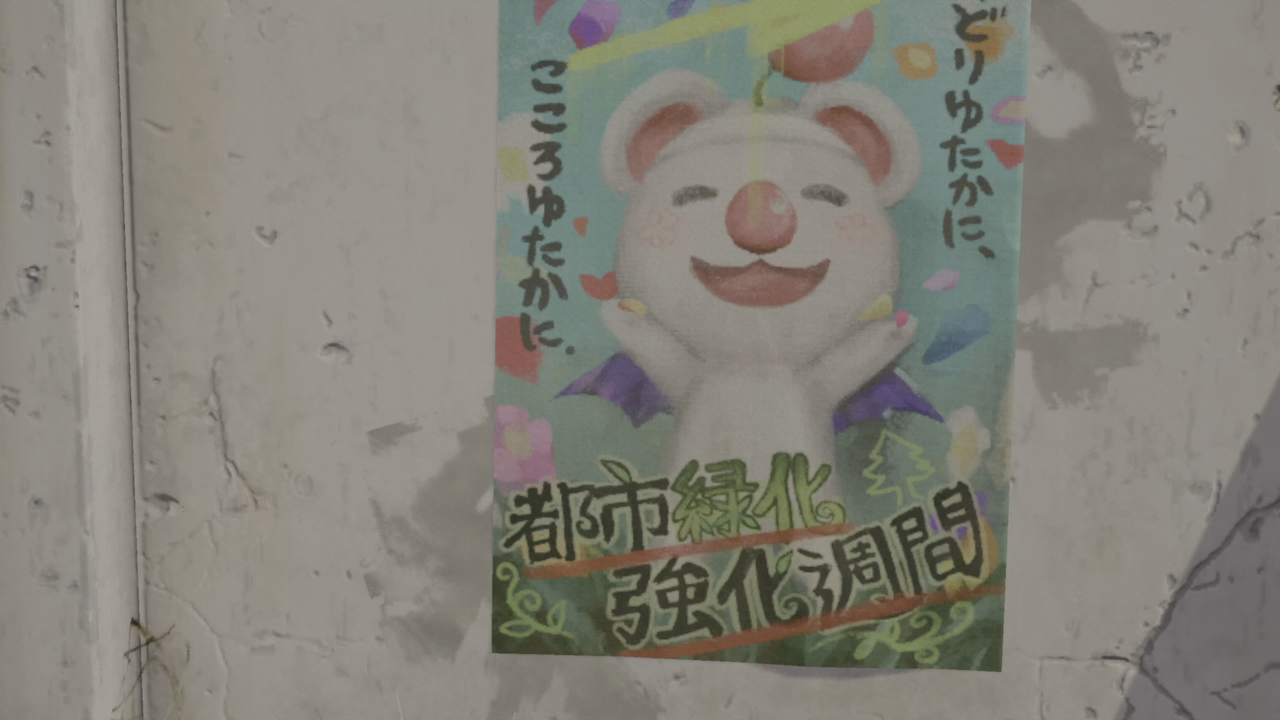 どりゆたかに、
こころゆたかに.
都市緑化
強化週間